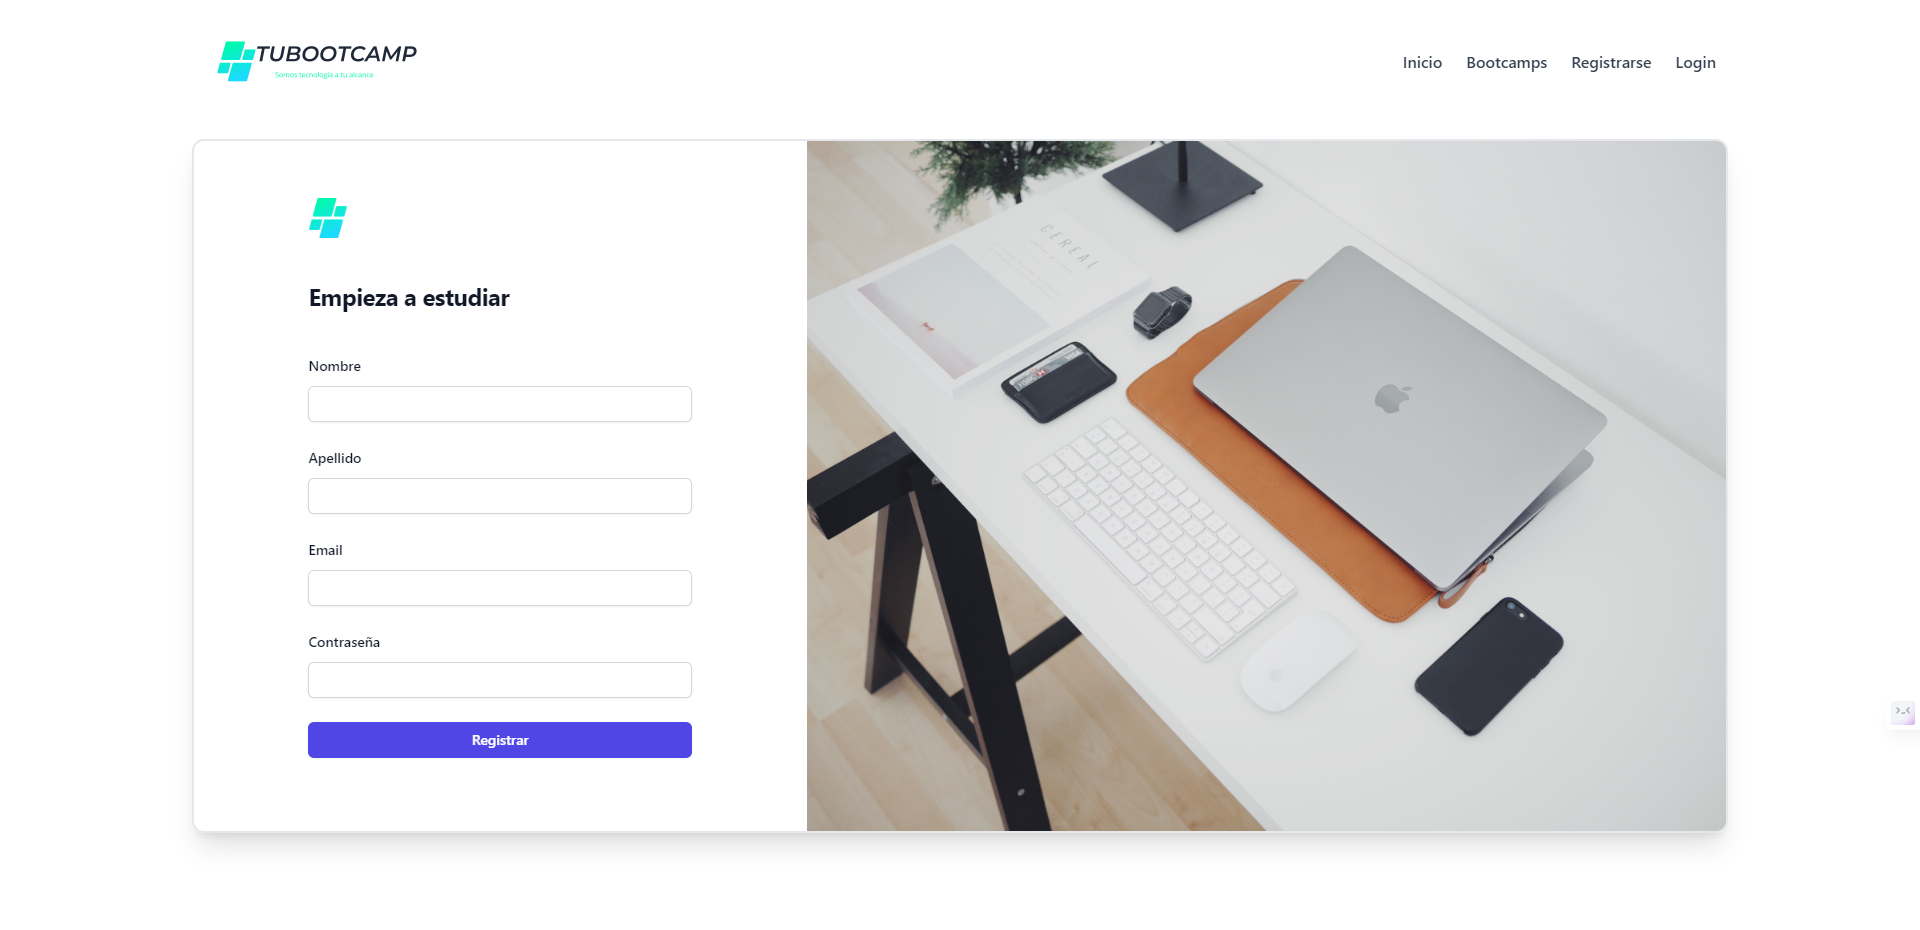 TUBOOTCAMP
Somos tecnología a tu alcance
Inicio Bootcamps Registrarse Login
Empieza a estudiar
Nombre
Apellido
Email
Contraseña
Registrar
CEREAL